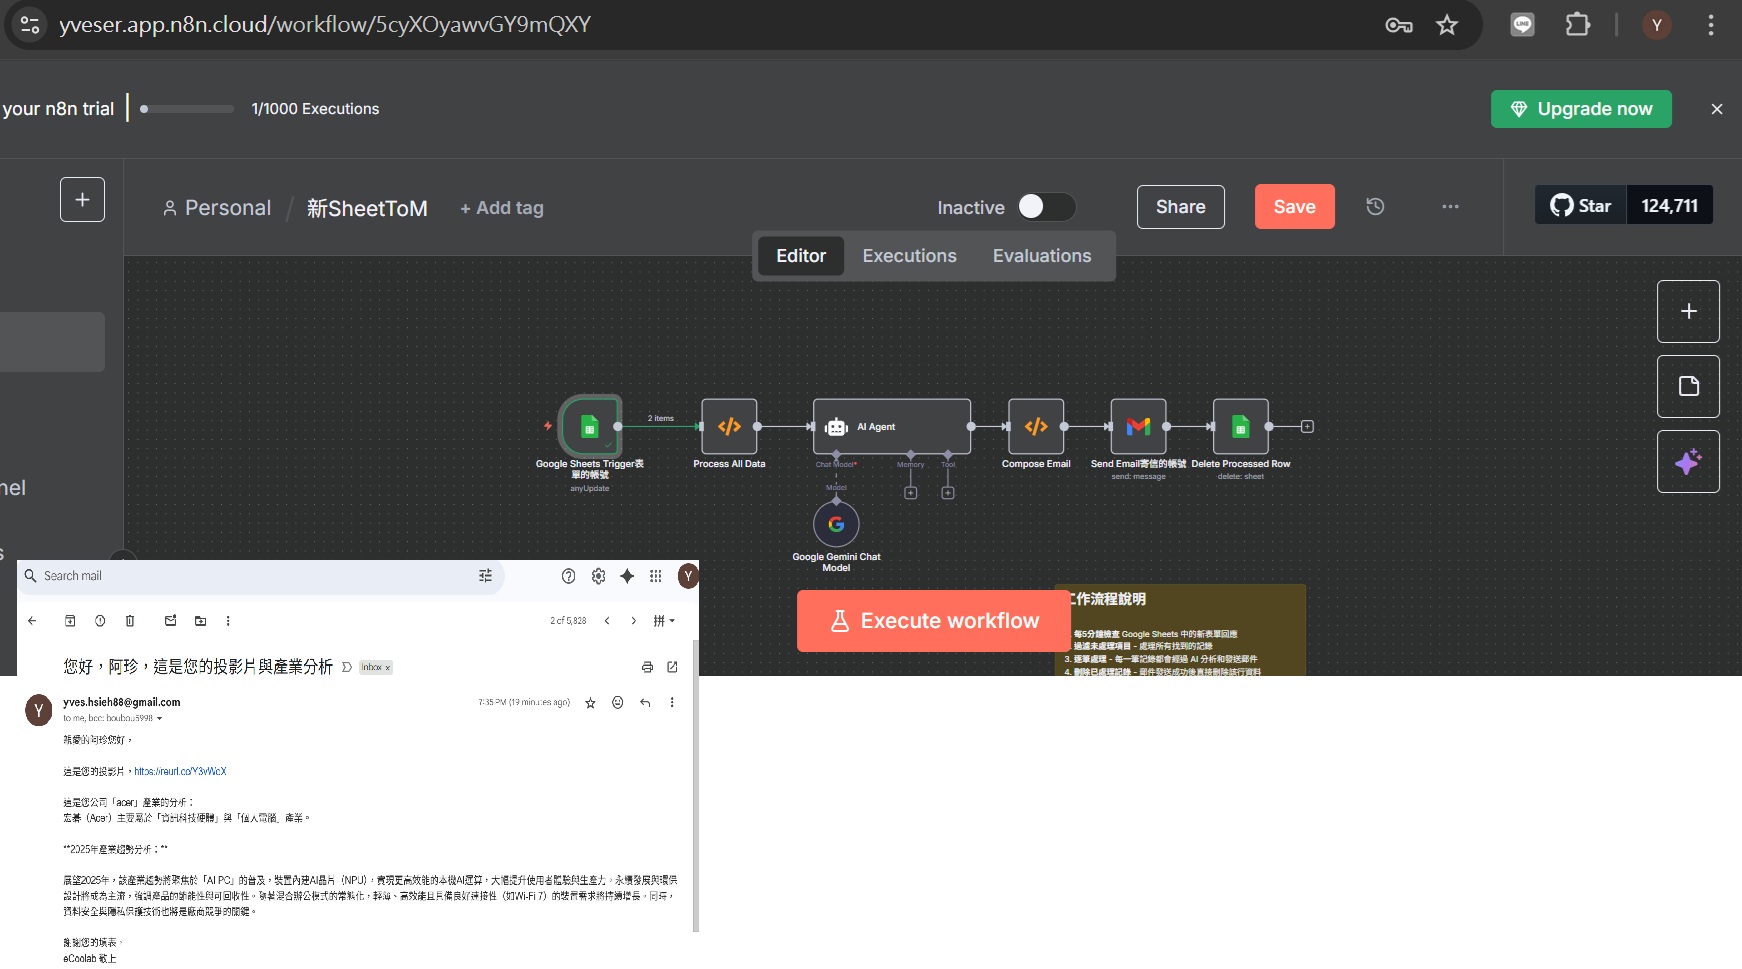 yveser.app.n8n.cloud/workflow/5cyXOyawvGY9mQXY
Y
your n8n trial
1/1000 Executions
Upgrade now
Personal / 新SheetToM
+ Add tag
Inactive
Share
Save
Star
124,711
Editor
Executions
Evaluations
2 items
Google Sheets Trigger表
單的帳號
anyUpdate
Process All Data
AI Agent
Chat Model*
Memory
Tool
Model
Google Gemini Chat
Model
Compose Email
Send Email寄信的帳號
send: message
Delete Processed Row
delete: sheet
nel
s
Execute workflow
工作流程說明
每5分鐘檢查 Google Sheets 中的新表單回應
過濾未處理項目 - 處理所有找到的記錄
3. 逐筆處理 - 每一筆記錄都會經過 AI 分析和發送郵件
4. 刪除已處理記錄 - 郵件發送成功後直接刪除該行資料
Search mail
Y
2 of 5,828
您好，阿珍，這是您的投影片與產業分析
Inbox x
Y
yves.hsieh88@gmail.com
7:35 PM (19 minutes ago)
to me, bcc: boubou5998
親愛的阿珍您好，
這是您的投影片，https://reurl.cc/Y3vWdX
這是您公司「acer」產業的分析：
宏碁（Acer）主要屬於「資訊科技硬體」與「個人電腦」產業。
**2025年產業趨勢分析：**
展望2025年，該產業趨勢將聚焦於「AI PC」的普及，裝置內建AI晶片（NPU），實現更高效能的本機AI運算，大幅提升使用者體驗與生產力。永續發展與環保
設計將成為主流，強調產品的節能性與可回收性。隨著混合辦公模式的常態化，輕薄、高效能且具備良好連接性（如Wi-Fi 7）的裝置需求將持續增長。同時，
資料安全與隱私保護技術也將是廠商競爭的關鍵。
謝謝您的填表。
eCoolab 敬上